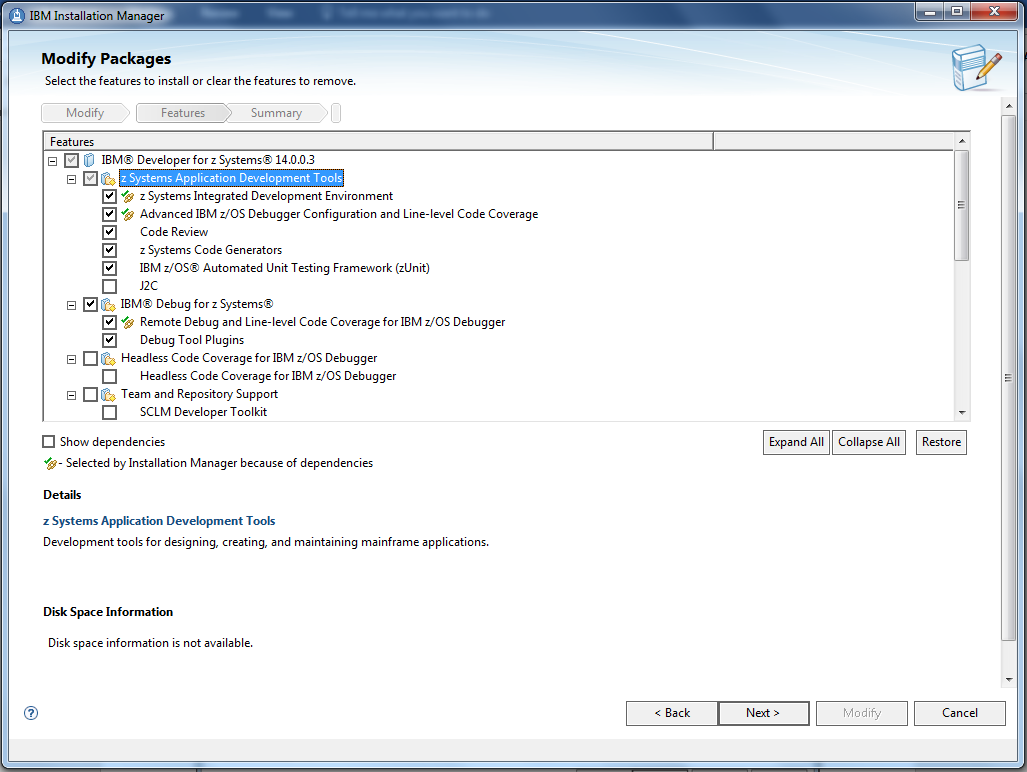 IBM Installation Manager
Modify Packages
Select the features to install or clear the features to remove.
Modify Features Summary
Features
IBM® Developer for z Systems® 14.0.0.3
z Systems Application Development Tools
z Systems Integrated Development Environment
Advanced IBM z/OS Debugger Configuration and Line-level Code Coverage
Code Review
z Systems Code Generators
IBM z/OS® Automated Unit Testing Framework (zUnit)
J2C
IBM® Debug for z Systems®
Remote Debug and Line-level Code Coverage for IBM z/OS Debugger
Debug Tool Plugins
Headless Code Coverage for IBM z/OS Debugger
Headless Code Coverage for IBM z/OS Debugger
Team and Repository Support
SCLM Developer Toolkit
Show dependencies Expand All Collapse All Restore
- Selected by Installation Manager because of dependencies
Details
z Systems Application Development Tools
Development tools for designing, creating, and maintaining mainframe applications.
Disk Space Information
Disk space information is not available.
? < Back Next > Modify Cancel